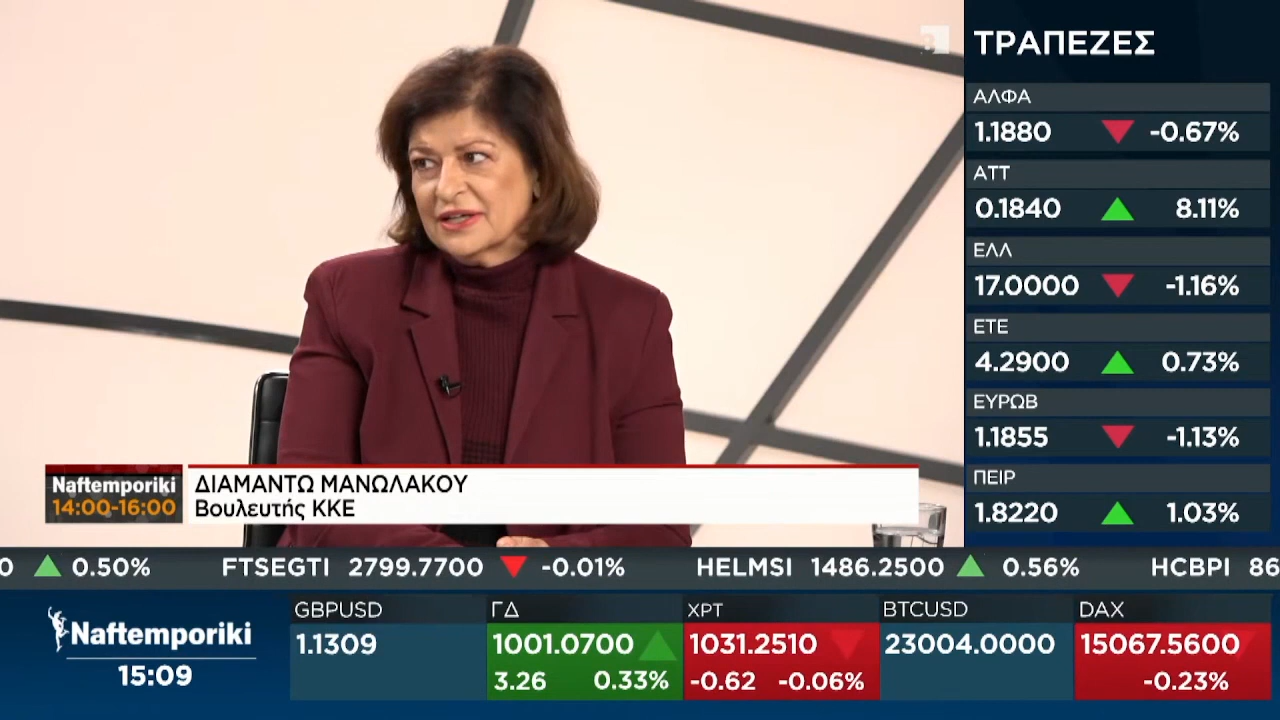 ΤΡΑΠΕΖΕΣ
ΑΛΦΑ
1.1880 -0.67%
ΑΤΤ
0.1840 8.11%
ΕΛΛ
17.0000 -1.16%
ΕΤΕ
4.2900 0.73%
ΕΥΡΩΒ
1.1855 -1.13%
ΠΕΙΡ
1.8220 1.03%
Naftemporiki
14:00-16:00
ΔΙΑΜΑΝΤΩ ΜΑΝΩΛΑΚΟΥ
Βουλευτής ΚΚΕ
0 0.50% FTSEGTI 2799.7700 -0.01% HELMSI 1486.2500 0.56% HCBPI 86
Naftemporiki
15:09
GBPUSD
1.1309
ΓΔ
1001.0700
3.26 0.33%
XPT
1031.2510
-0.62 -0.06%
BTCUSD
23004.0000
DAX
15067.5600
-0.23%